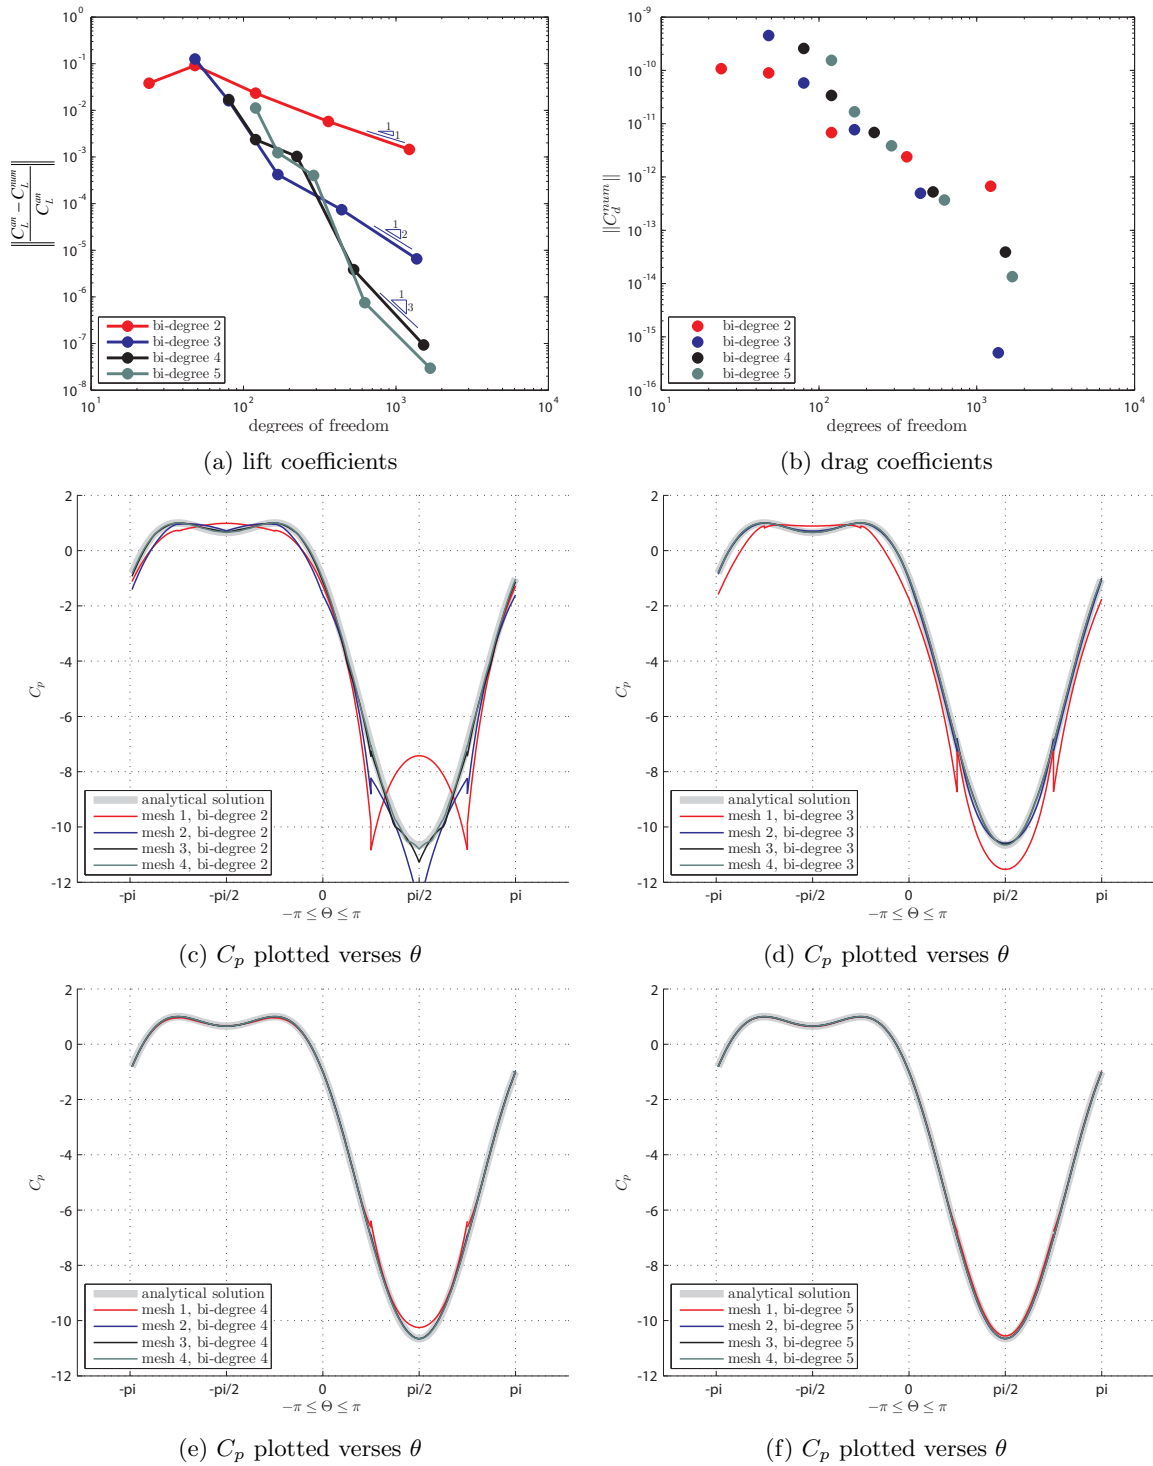 10^0
10^-1
10^-2
10^-3
10^-4
10^-5
10^-6
10^-7
10^-8
10^1
10^2
10^3
10^4
|| C_L^an − C_L^num / C_L^an ||
1
1
1
2
1
3
bi-degree 2
bi-degree 3
bi-degree 4
bi-degree 5
degrees of freedom
(a) lift coefficients
10^-9
10^-10
10^-11
10^-12
10^-13
10^-14
10^-15
10^-16
10^1
10^2
10^3
10^4
||C_d^num||
bi-degree 2
bi-degree 3
bi-degree 4
bi-degree 5
degrees of freedom
(b) drag coefficients
2
0
-2
-4
-6
-8
-10
-12
C_p
analytical solution
mesh 1, bi-degree 2
mesh 2, bi-degree 2
mesh 3, bi-degree 2
mesh 4, bi-degree 2
-pi -pi/2 0 pi/2 pi
−π ≤ Θ ≤ π
(c) C_p plotted verses θ
2
0
-2
-4
-6
-8
-10
-12
C_p
analytical solution
mesh 1, bi-degree 3
mesh 2, bi-degree 3
mesh 3, bi-degree 3
mesh 4, bi-degree 3
-pi -pi/2 0 pi/2 pi
−π ≤ Θ ≤ π
(d) C_p plotted verses θ
2
0
-2
-4
-6
-8
-10
-12
C_p
analytical solution
mesh 1, bi-degree 4
mesh 2, bi-degree 4
mesh 3, bi-degree 4
mesh 4, bi-degree 4
-pi -pi/2 0 pi/2 pi
−π ≤ Θ ≤ π
(e) C_p plotted verses θ
2
0
-2
-4
-6
-8
-10
-12
C_p
analytical solution
mesh 1, bi-degree 5
mesh 2, bi-degree 5
mesh 3, bi-degree 5
mesh 4, bi-degree 5
-pi -pi/2 0 pi/2 pi
−π ≤ Θ ≤ π
(f) C_p plotted verses θ